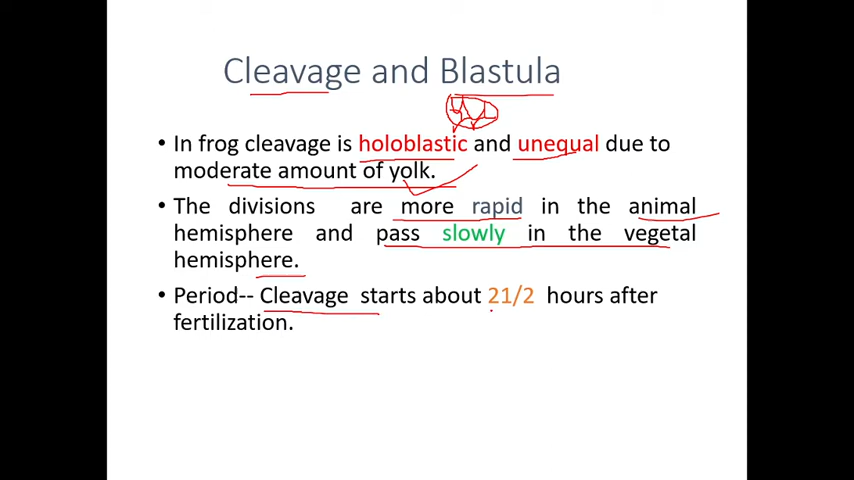 Cleavage and Blastula
• In frog cleavage is holoblastic and unequal due to
moderate amount of yolk.
• The divisions are more rapid in the animal
hemisphere and pass slowly in the vegetal
hemisphere.
• Period-- Cleavage starts about 21/2 hours after
fertilization.